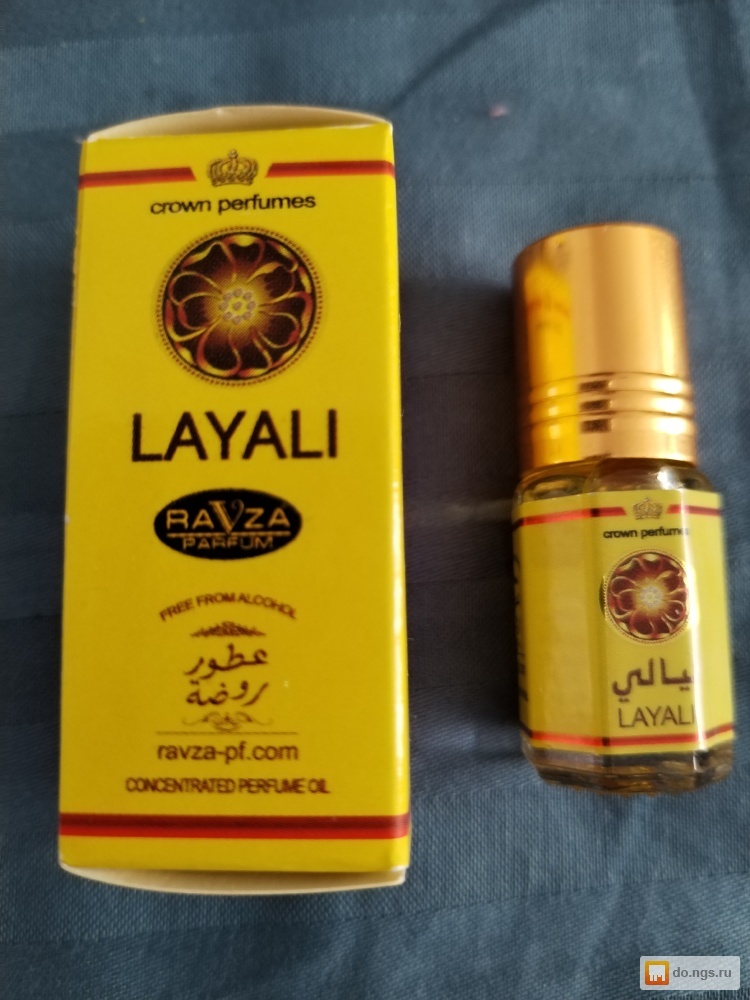 crown perfumes
LAYALI
RAVZA
PARFUM
FREE FROM ALCOHOL
عطور
روضة
ravza-pf.com
CONCENTRATED PERFUME OIL
crown perfumes
ليالي
LAYALI
do.ngs.ru